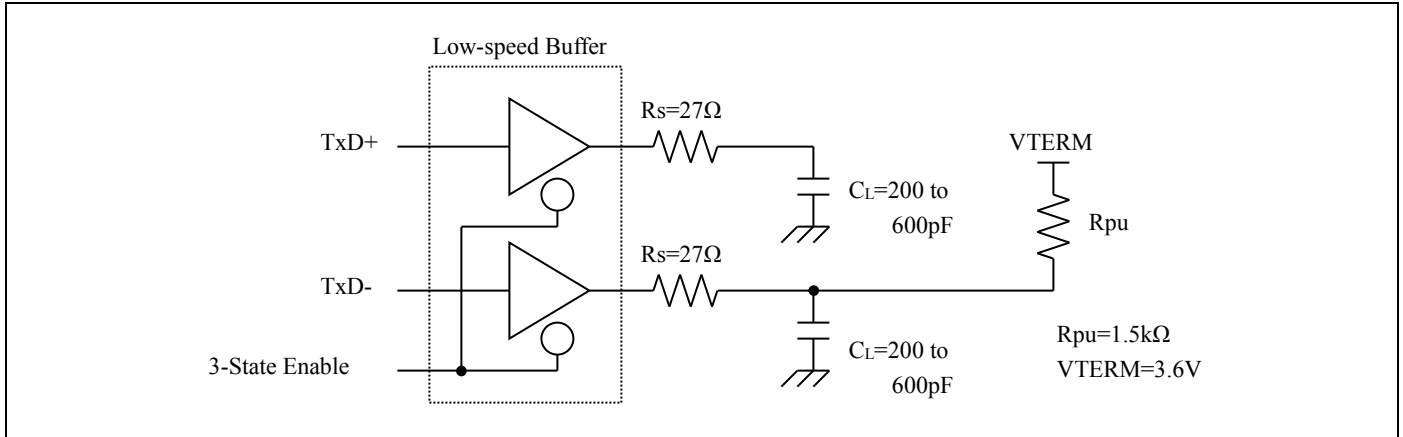 Low-speed Buffer
TxD+
Rs=27Ω
CL=200 to
600pF
VTERM
Rpu
TxD-
Rs=27Ω
CL=200 to
600pF
Rpu=1.5kΩ
VTERM=3.6V
3-State Enable